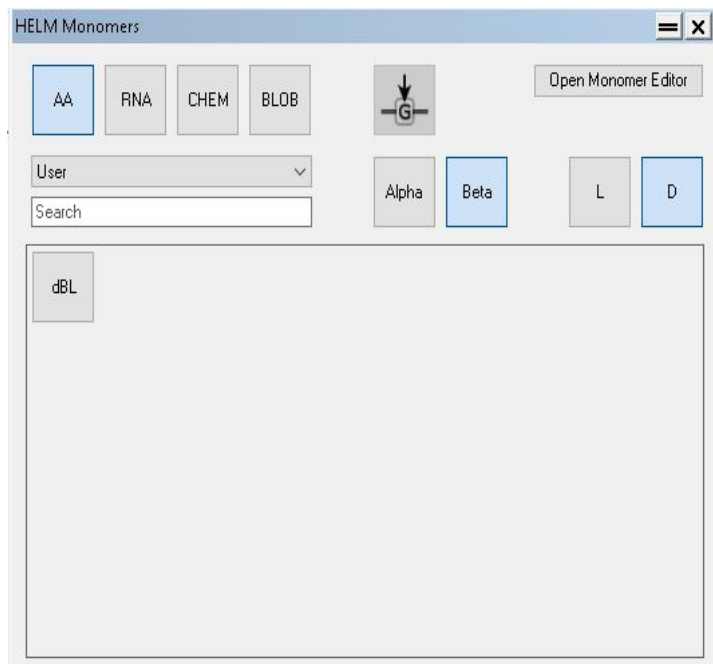 HELM Monomers
AA RNA CHEM BLOB G Open Monomer Editor
User Alpha Beta L D
Search
dBL